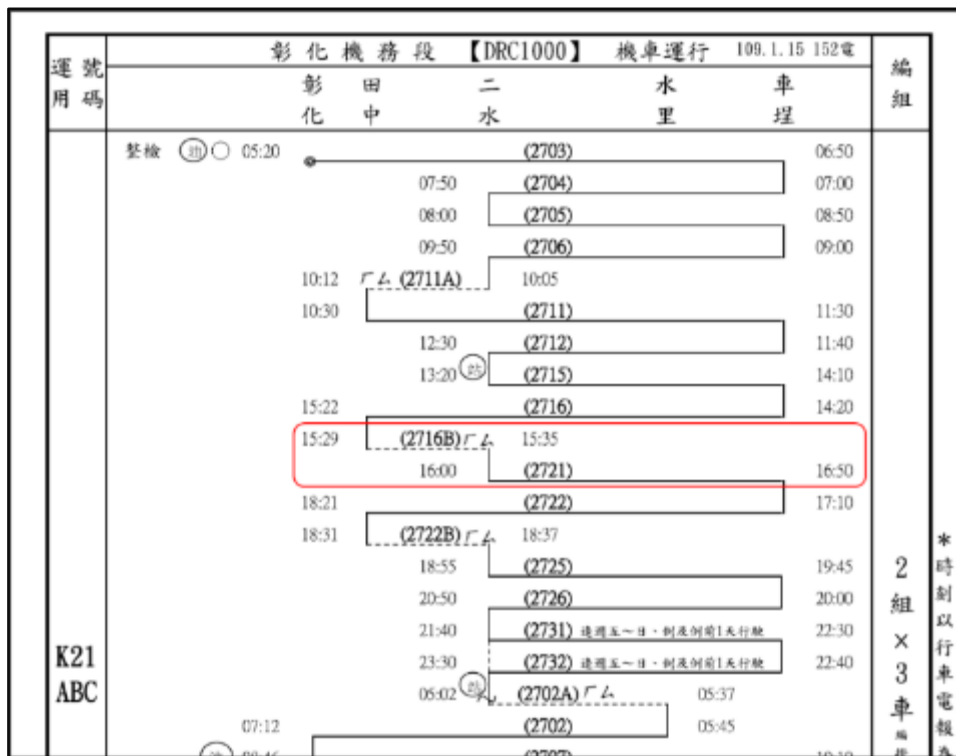 運用 號碼 彰化機務段 【DRC1000】 機車運行 109.1.15 152電 編組
彰化 田中 二水 水里 車埕
整檢 05:20 (2703) 06:50
07:50 (2704) 07:00
08:00 (2705) 08:50
09:50 (2706) 09:00
10:12 ㄏㄙ (2711A) 10:05
10:30 (2711) 11:30
12:30 (2712) 11:40
13:20 (2715) 14:10
15:22 (2716) 14:20
15:29 (2716B)ㄏㄙ 15:35
16:00 (2721) 16:50
18:21 (2722) 17:10
18:31 (2722B)ㄏㄙ 18:37
18:55 (2725) 19:45
20:50 (2726) 20:00
21:40 (2731) 逢週五~日、例及例前1天行駛 22:30
23:30 (2732) 逢週五~日、例及例前1天行駛 22:40
05:02 (2702A)ㄏㄙ 05:37
07:12 (2702) 05:45
K21
ABC
2組×3車
*時刻以行車電報為